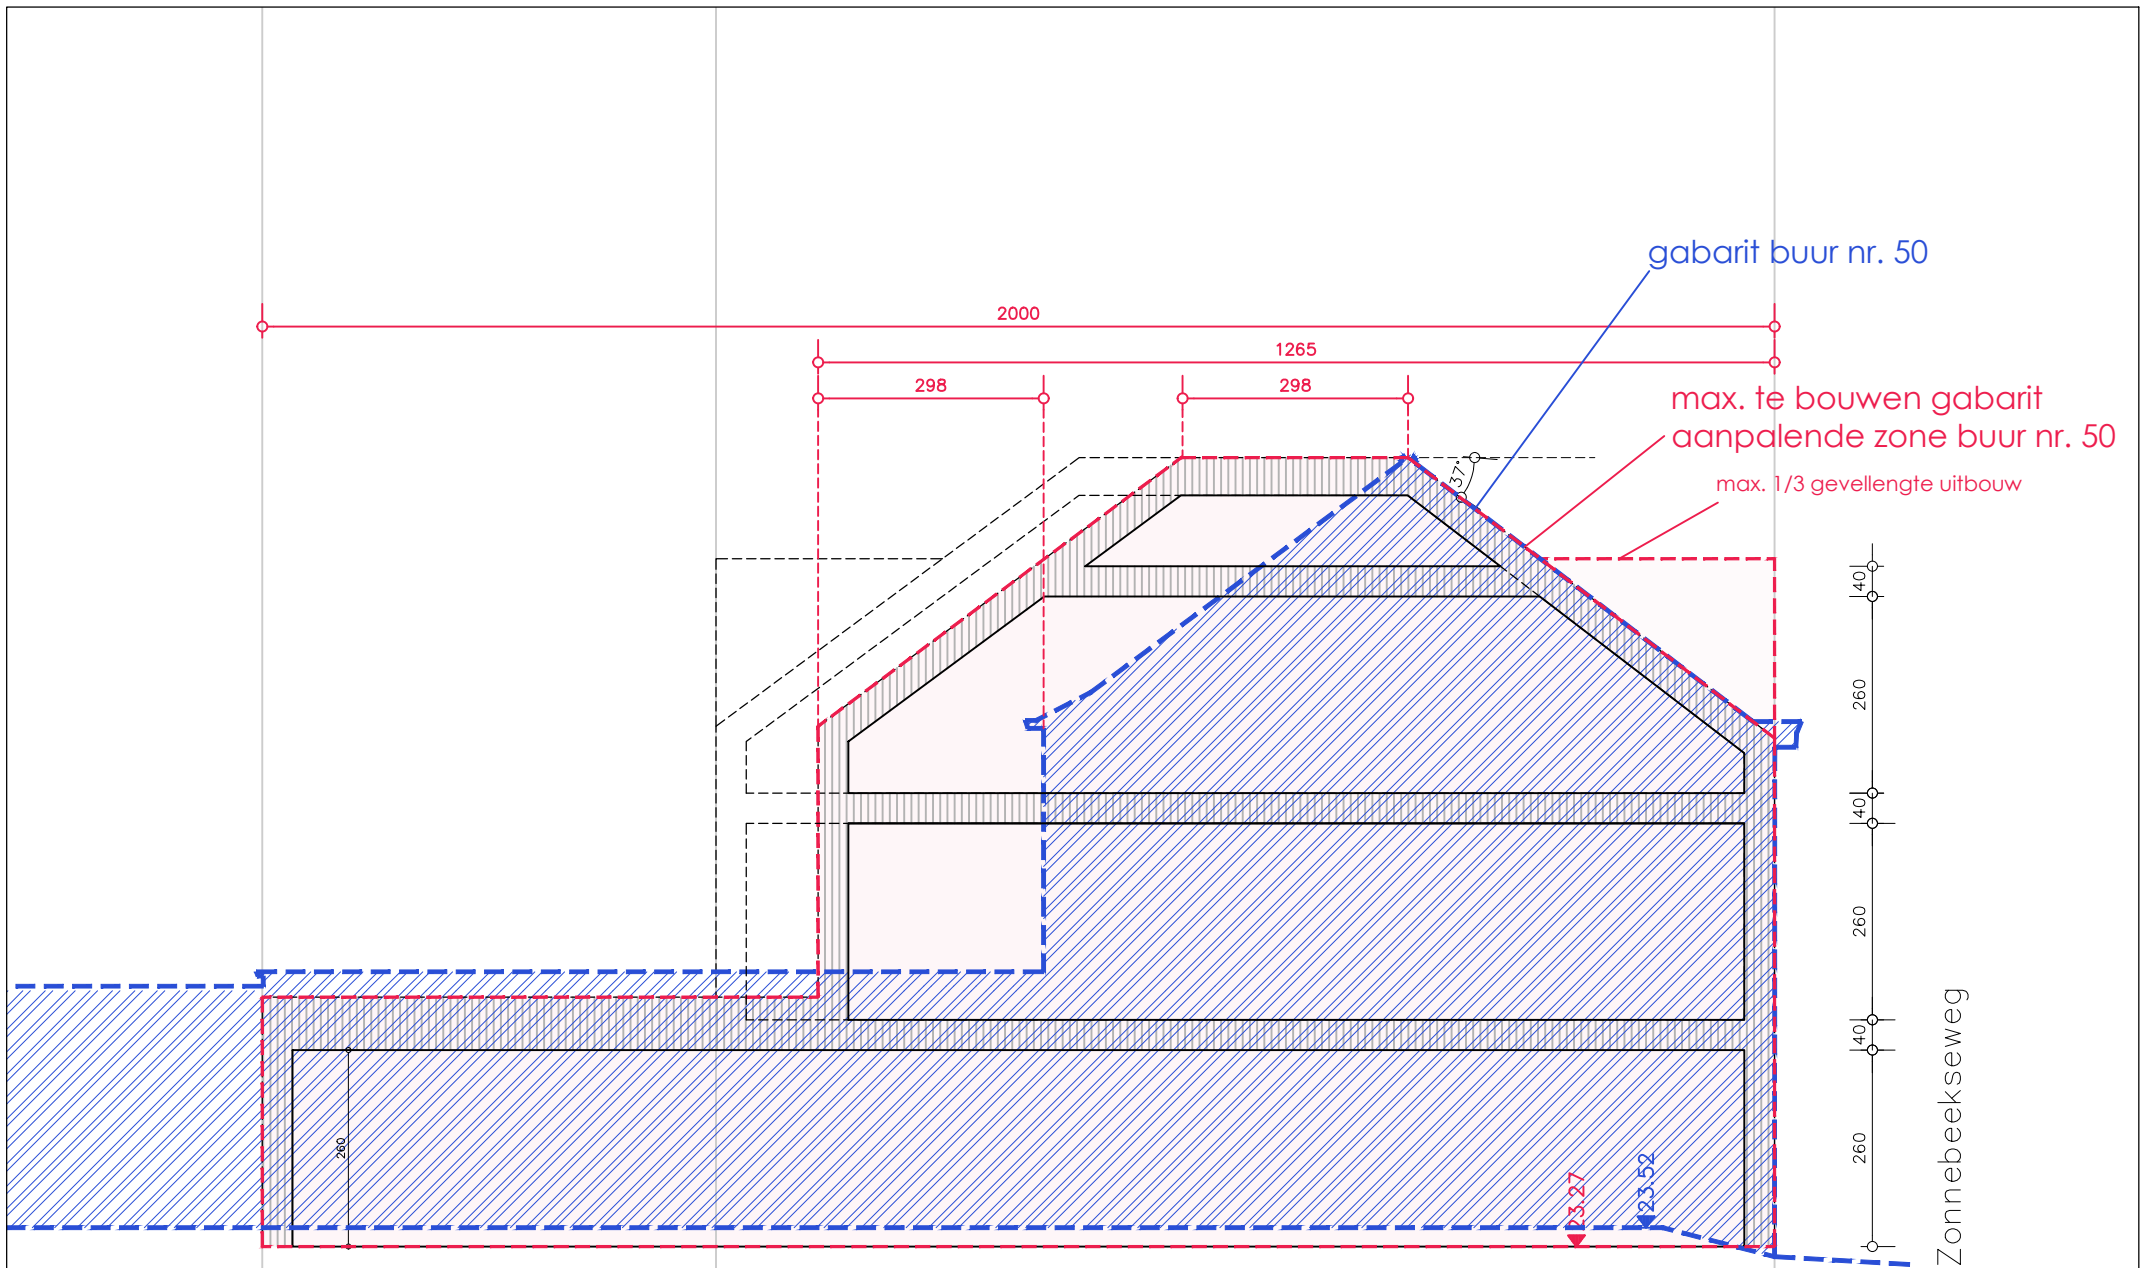 gabarit buur nr. 50
2000
1265
298
298
max. te bouwen gabarit
aanpalende zone buur nr. 50
37°
max. 1/3 gevellengte uitbouw
40
260
40
260
40
260
260
23.27
23.52
Zonnebeekseweg